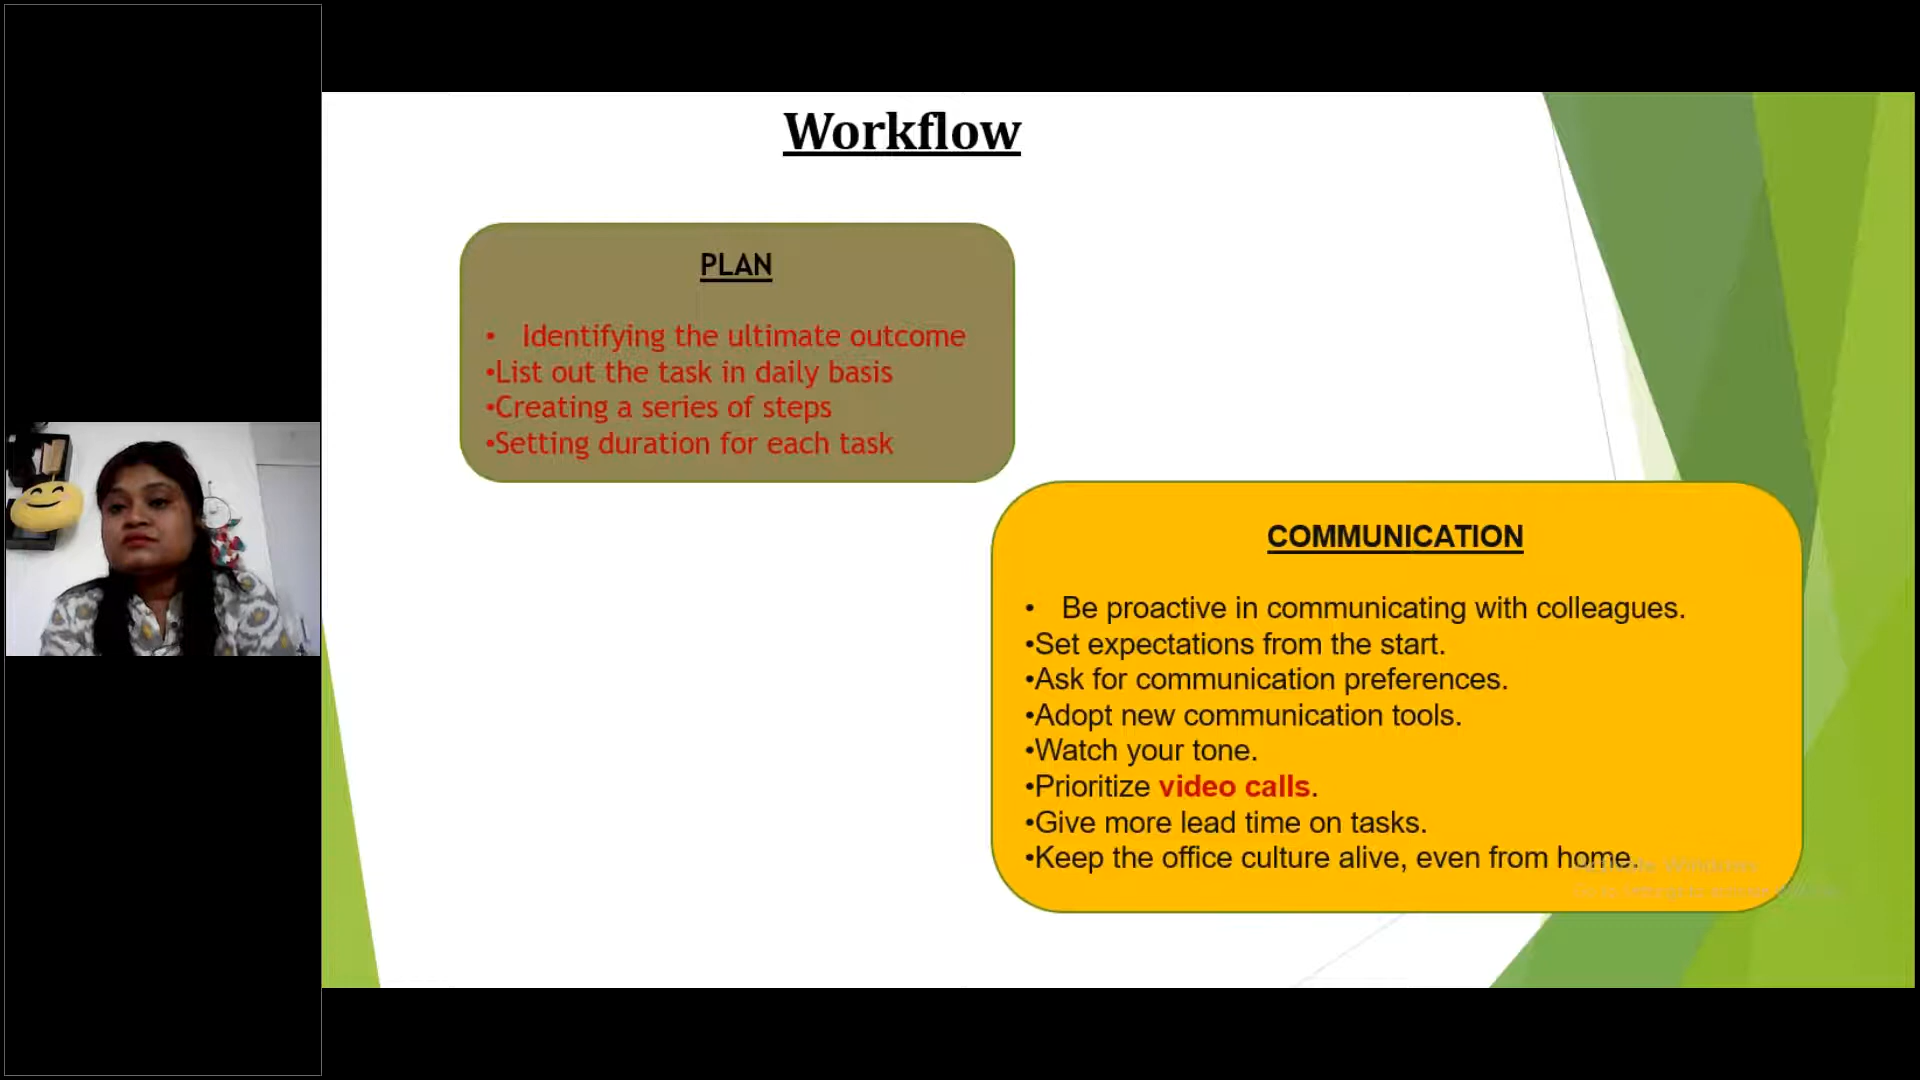 Workflow
PLAN
• Identifying the ultimate outcome
•List out the task in daily basis
•Creating a series of steps
•Setting duration for each task
COMMUNICATION
• Be proactive in communicating with colleagues.
•Set expectations from the start.
•Ask for communication preferences.
•Adopt new communication tools.
•Watch your tone.
•Prioritize video calls.
•Give more lead time on tasks.
•Keep the office culture alive, even from home.